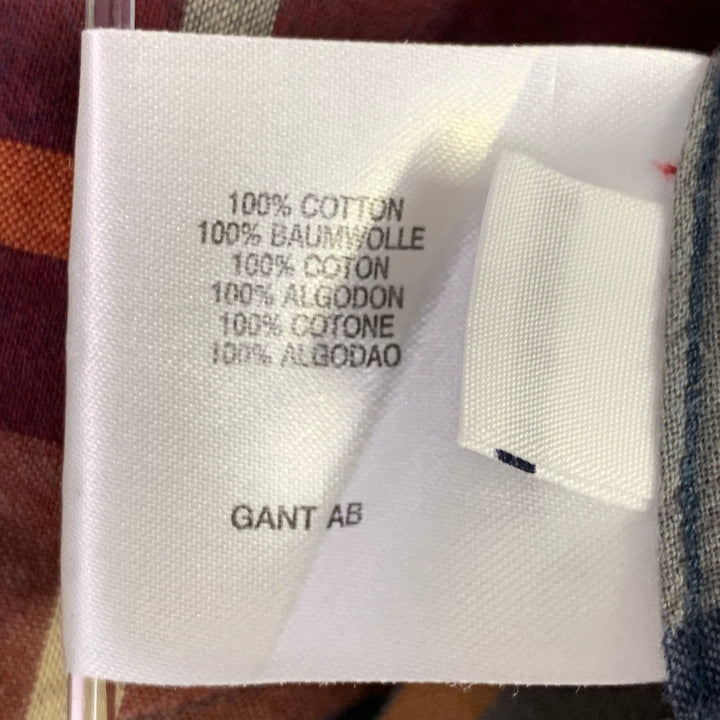 100% COTTON
100% BAUMWOLLE
100% COTON
100% ALGODON
100% COTONE
100% ALGODAO
GANT AB